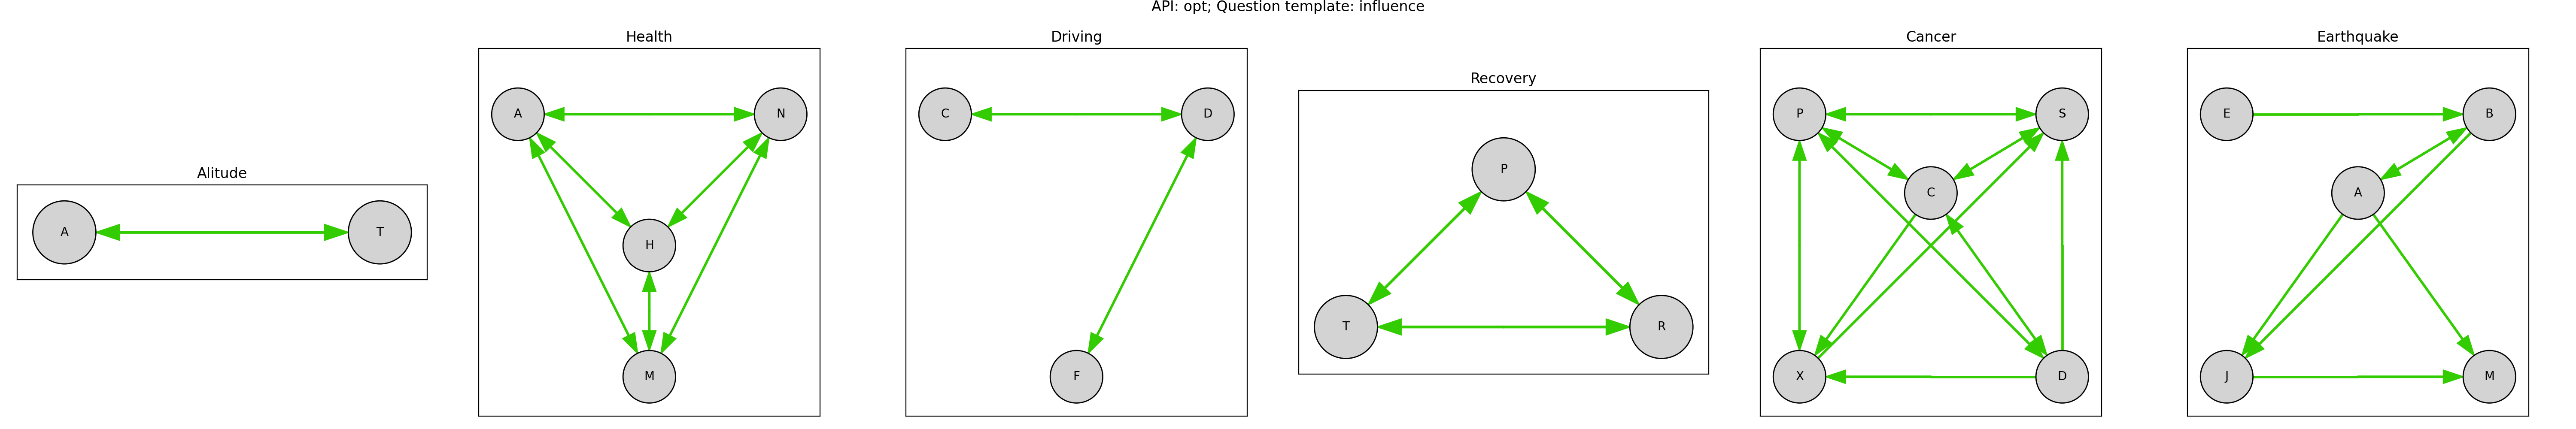 API: opt; Question template: influence
Alitude
A
T
Health
A
N
H
M
Driving
C
D
F
Recovery
P
T
R
Cancer
P
S
C
X
D
Earthquake
E
B
A
J
M